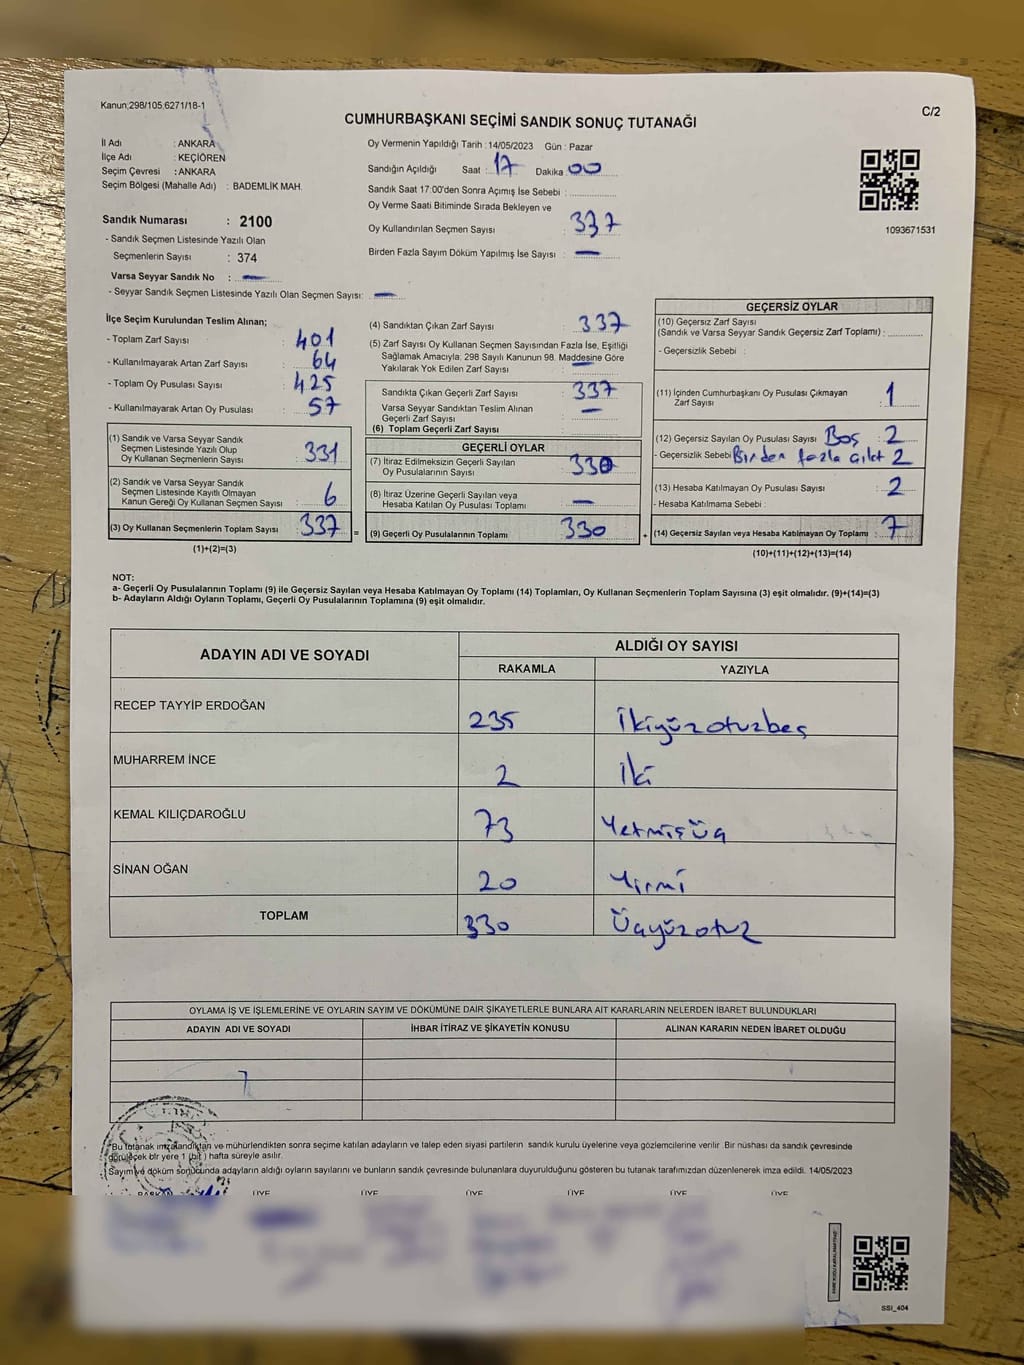 Kanun;298/105,6271/18-1
C/2
CUMHURBAŞKANI SEÇİMİ SANDIK SONUÇ TUTANAĞI
İl Adı : ANKARA
İlçe Adı : KEÇİÖREN
Seçim Çevresi : ANKARA
Seçim Bölgesi (Mahalle Adı) : BADEMLİK MAH.
Sandık Numarası : 2100
- Sandık Seçmen Listesinde Yazılı Olan
Seçmenlerin Sayısı : 374
Varsa Seyyar Sandık No : —
- Seyyar Sandık Seçmen Listesinde Yazılı Olan Seçmen Sayısı: —
Oy Vermenin Yapıldığı Tarih : 14/05/2023 Gün : Pazar
Sandığın Açıldığı Saat : 17 Dakika : 00
Sandık Saat 17:00'den Sonra Açımış İse Sebebi :
Oy Verme Saati Bitiminde Sırada Bekleyen ve
Oy Kullandırılan Seçmen Sayısı 337
Birden Fazla Sayım Döküm Yapılmış İse Sayısı : —
1093671531
İlçe Seçim Kurulundan Teslim Alınan;
- Toplam Zarf Sayısı : 401
- Kullanılmayarak Artan Zarf Sayısı : 64
- Toplam Oy Pusulası Sayısı : 425
- Kullanılmayarak Artan Oy Pusulası : 57
(1) Sandık ve Varsa Seyyar Sandık
Seçmen Listesinde Yazılı Olup
Oy Kullanan Seçmenlerin Sayısı : 331
(2) Sandık ve Varsa Seyyar Sandık
Seçmen Listesinde Kayıtlı Olmayan
Kanun Gereği Oy Kullanan Seçmen Sayısı : 6
(3) Oy Kullanan Seçmenlerin Toplam Sayısı : 337
(1)+(2)=(3)
=
(4) Sandıktan Çıkan Zarf Sayısı : 337
(5) Zarf Sayısı Oy Kullanan Seçmen Sayısından Fazla İse, Eşitliği
Sağlamak Amacıyla, 298 Sayılı Kanunun 98. Maddesine Göre
Yakılarak Yok Edilen Zarf Sayısı : —
Sandıkta Çıkan Geçerli Zarf Sayısı : 337
Varsa Seyyar Sandıktan Teslim Alınan
Geçerli Zarf Sayısı : —
(6) Toplam Geçerli Zarf Sayısı :
GEÇERLİ OYLAR
(7) İtiraz Edilmeksizin Geçerli Sayılan
Oy Pusulalarının Sayısı : 330
(8) İtiraz Üzerine Geçerli Sayılan veya
Hesaba Katılan Oy Pusulası Toplamı : —
(9) Geçerli Oy Pusulalarının Toplamı : 330
+
GEÇERSİZ OYLAR
(10) Geçersiz Zarf Sayısı
(Sandık ve Varsa Seyyar Sandık Geçersiz Zarf Toplamı) :
- Geçersizlik Sebebi :
(11) İçinden Cumhurbaşkanı Oy Pusulası Çıkmayan
Zarf Sayısı : 1
(12) Geçersiz Sayılan Oy Pusulası Sayısı Boş : 2
- Geçersizlik Sebebi Birden fazla 2
(13) Hesaba Katılmayan Oy Pusulası Sayısı : 2
- Hesaba Katmama Sebebi :
(14) Geçersiz Sayılan veya Hesaba Katılmayan Oy Toplamı : 7
(10)+(11)+(12)+(13)=(14)
NOT:
a- Geçerli Oy Pusulalarının Toplamı (9) ile Geçersiz Sayılan veya Hesaba Katılmayan Oy Toplamı (14) Toplamları, Oy Kullanan Seçmenlerin Toplam Sayısına (3) eşit olmalıdır. (9)+(14)=(3)
b- Adayların Aldığı Oyların Toplamı, Geçerli Oy Pusulalarının Toplamına (9) eşit olmalıdır.
ADAYIN ADI VE SOYADI
ALDIĞI OY SAYISI
RAKAMLA YAZIYLA
RECEP TAYYİP ERDOĞAN 235 İkiyüzotuzbeş
MUHARREM İNCE 2 İki
KEMAL KILIÇDAROĞLU 73 Yetmişüç
SİNAN OĞAN 20 Yirmi
TOPLAM 330 Üçyüzotuz
OYLAMA İŞ VE İŞLEMLERİNE VE OYLARIN SAYIM VE DÖKÜMÜNE DAİR ŞİKAYETLERLE BUNLARA AİT KARARLARIN NELERDEN İBARET BULUNDUKLARI
ADAYIN ADI VE SOYADI İHBAR İTİRAZ VE ŞİKAYETİN KONUSU ALINAN KARARIN NEDEN İBARET OLDUĞU
Bu tutanak imzalandıktan ve mühürlendikten sonra seçime katılan adayların ve talep eden siyasi partilerin sandık kurulu üyelerine veya gözlemcilerine verilir. Bir nüshası da sandık çevresinde
görülecek bir yere 1 (bir) hafta süreyle asılır.
Sayım ve döküm sonucunda adayların aldığı oyların sayılarını ve bunların sandık çevresinde bulunanlara duyurulduğunu gösteren bu tutanak tarafımızdan düzenlenerek imza edildi. 14/05/2023
BAŞKAN ÜYE ÜYE ÜYE ÜYE ÜYE ÜYE
SSI_404